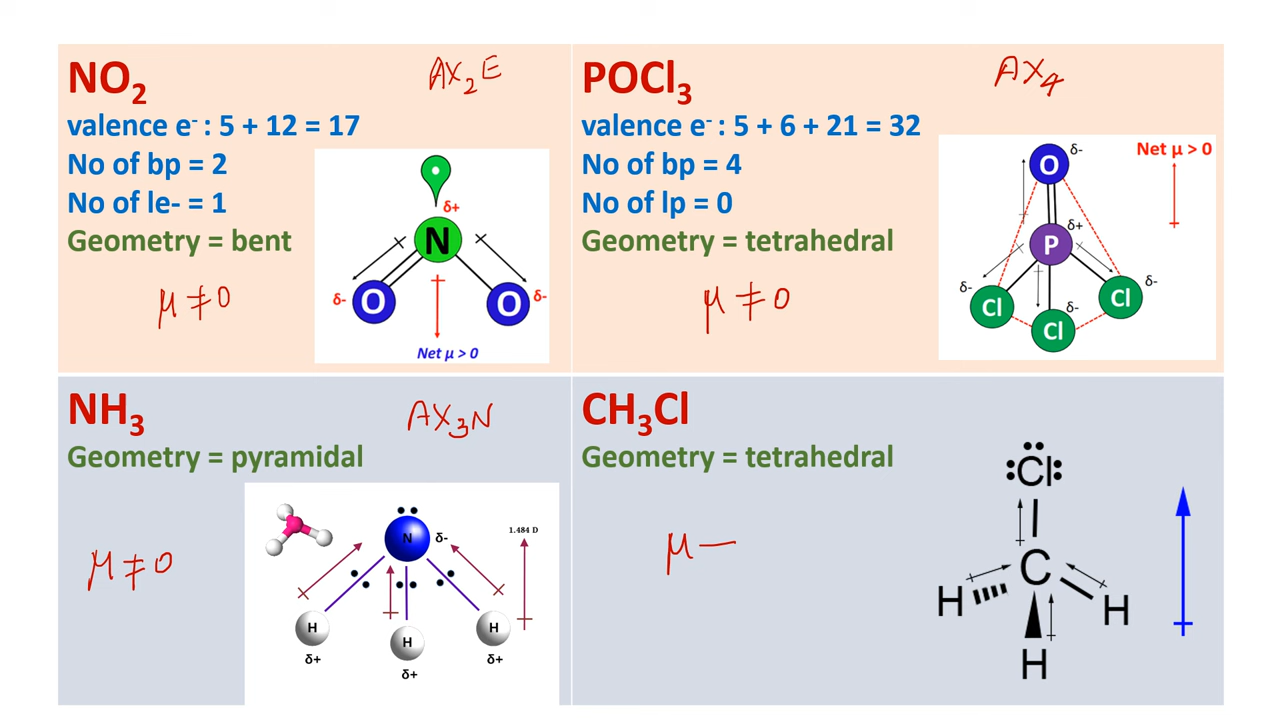 NO₂
AX₂E
valence e⁻ : 5 + 12 = 17
No of bp = 2
No of le- = 1
Geometry = bent
μ ≠ 0
δ+
N
δ-
O
O
δ-
Net μ > 0
POCl₃
AX₄
valence e⁻ : 5 + 6 + 21 = 32
No of bp = 4
No of lp = 0
Geometry = tetrahedral
μ ≠ 0
O
δ-
Net μ > 0
δ+
P
δ-
δ-
Cl
Cl
δ-
Cl
NH₃
AX₃N
Geometry = pyramidal
μ ≠ 0
N
δ-
1.484 D
H
H
H
δ+
δ+
δ+
CH₃Cl
Geometry = tetrahedral
μ —
Cl
C
H
H
H